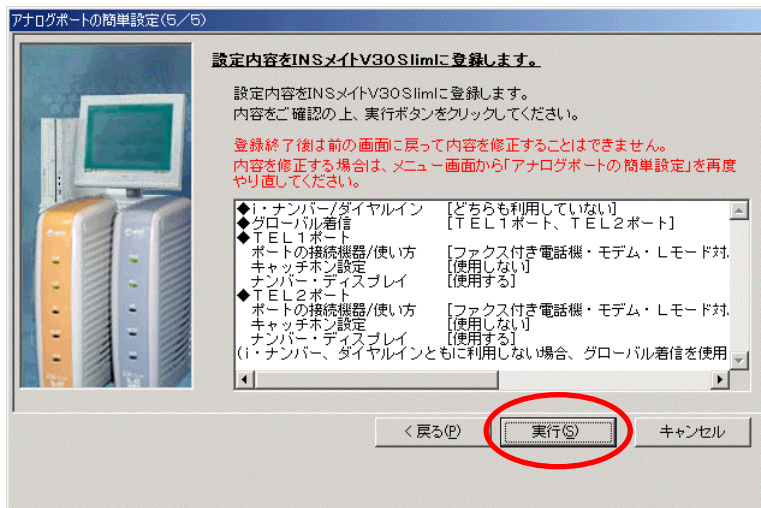 アナログポートの簡単設定(5/5)
設定内容をINSメイトV30Slimに登録します。
設定内容をINSメイトV30Slimに登録します。
内容をご確認の上、実行ボタンをクリックしてください。
登録終了後は前の画面に戻って内容を修正することはできません。
内容を修正する場合は、メニュー画面から「アナログポートの簡単設定」を再度
やり直してください。
◆i・ナンバー/ダイヤルイン [どちらも利用していない]
◆グローバル着信 [TEL1ポート、TEL2ポート]
◆TEL1ポート
ポートの接続機器/使い方 [ファクス付き電話機・モデム・Lモード対
キャッチホン設定 [使用しない]
ナンバー・ディスプレイ [使用する]
◆TEL2ポート
ポートの接続機器/使い方 [ファクス付き電話機・モデム・Lモード対
キャッチホン設定 [使用しない]
ナンバー・ディスプレイ [使用する]
(i・ナンバー、ダイヤルインともに利用しない場合、グローバル着信を使用
<戻る(P) 実行(S) キャンセル